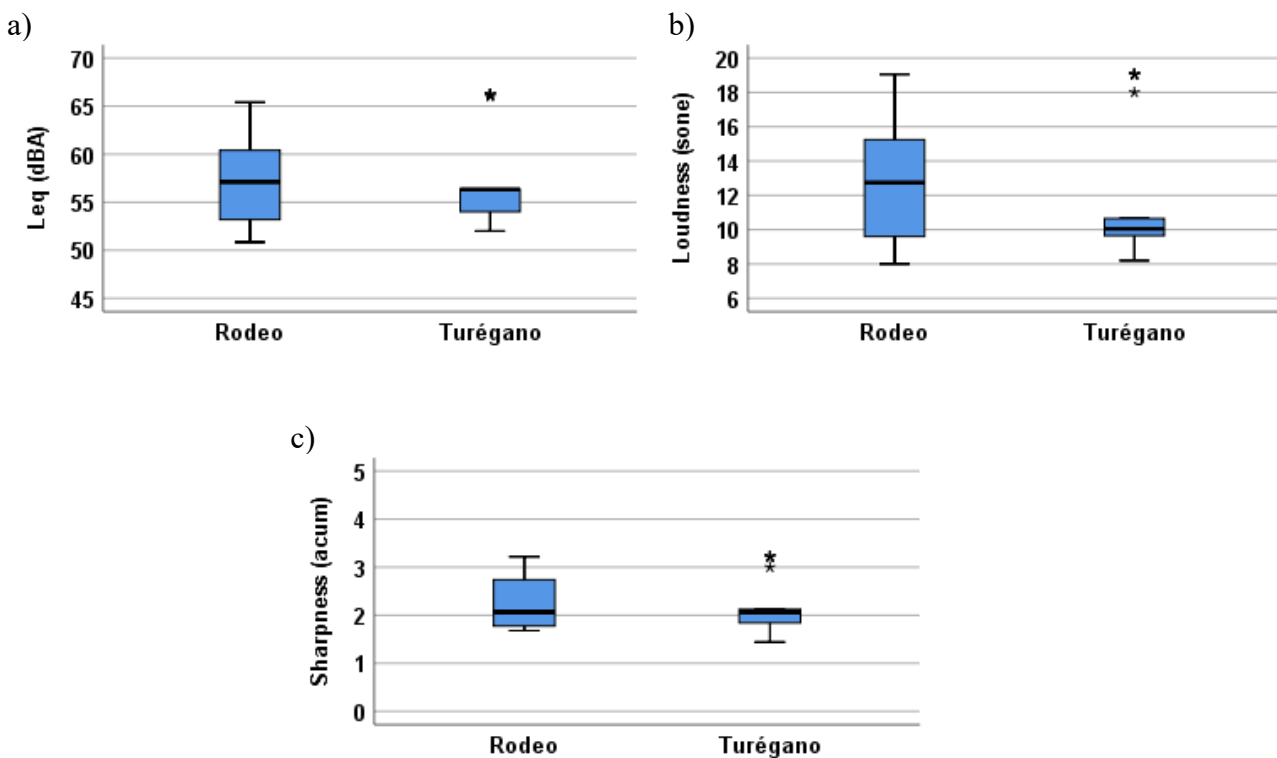 a)
70
65
60
55
50
45
Leq (dBA)
Rodeo Turégano
b)
20
18
16
14
12
10
8
6
Loudness (sone)
Rodeo Turégano
c)
5
4
3
2
1
0
Sharpness (acum)
Rodeo Turégano